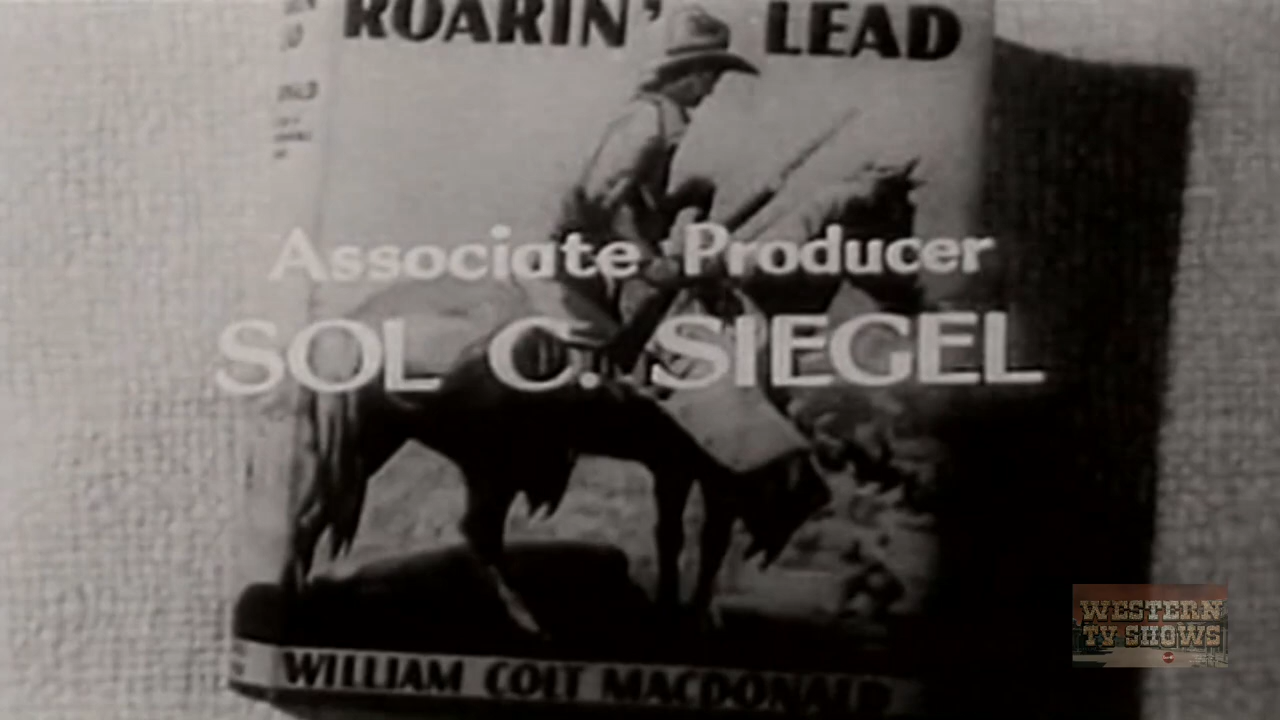 ROARIN' LEAD
Associate Producer
SOL C. SIEGEL
WILLIAM COLT MACDONALD
WESTERN
TV SHOWS